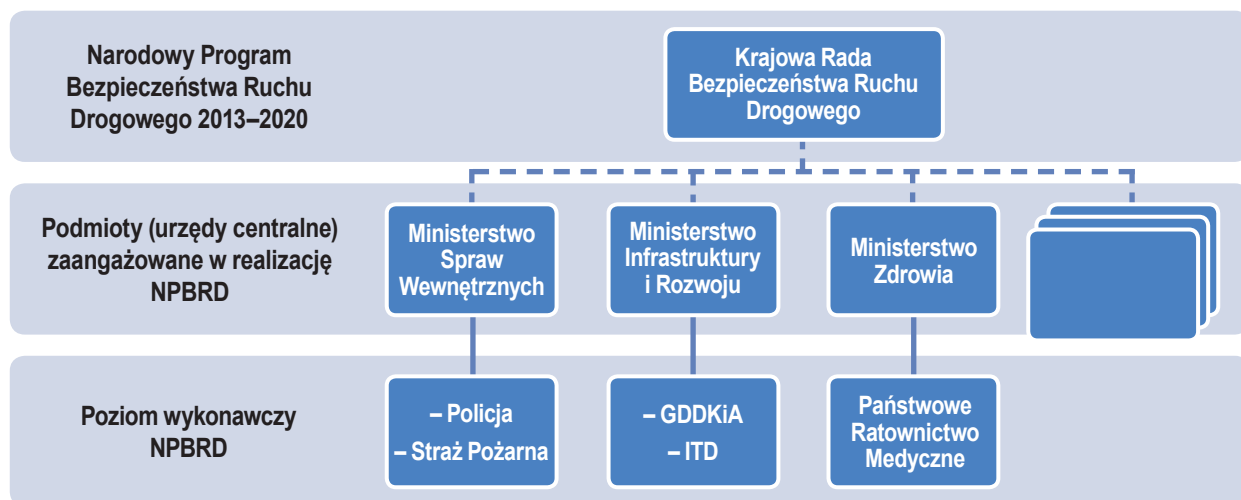 Narodowy Program
Bezpieczeństwa Ruchu
Drogowego 2013–2020
Krajowa Rada
Bezpieczeństwa Ruchu
Drogowego
Podmioty (urzędy centralne)
zaangażowane w realizację
NPBRD
Ministerstwo
Spraw
Wewnętrznych
Ministerstwo
Infrastruktury
i Rozwoju
Ministerstwo
Zdrowia
Poziom wykonawczy
NPBRD
– Policja
– Straż Pożarna
– GDDKiA
– ITD
Państwowe
Ratownictwo
Medyczne